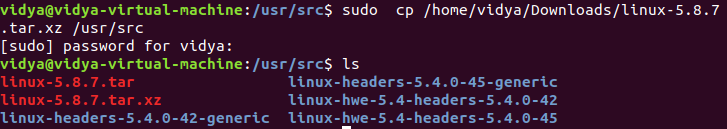 vidya@vidya-virtual-machine:/usr/src$ sudo  cp /home/vidya/Downloads/linux-5.8.7
.tar.xz /usr/src
[sudo] password for vidya:
vidya@vidya-virtual-machine:/usr/src$ ls
linux-5.8.7.tar linux-headers-5.4.0-45-generic
linux-5.8.7.tar.xz linux-hwe-5.4-headers-5.4.0-42
linux-headers-5.4.0-42-generic linux-hwe-5.4-headers-5.4.0-45